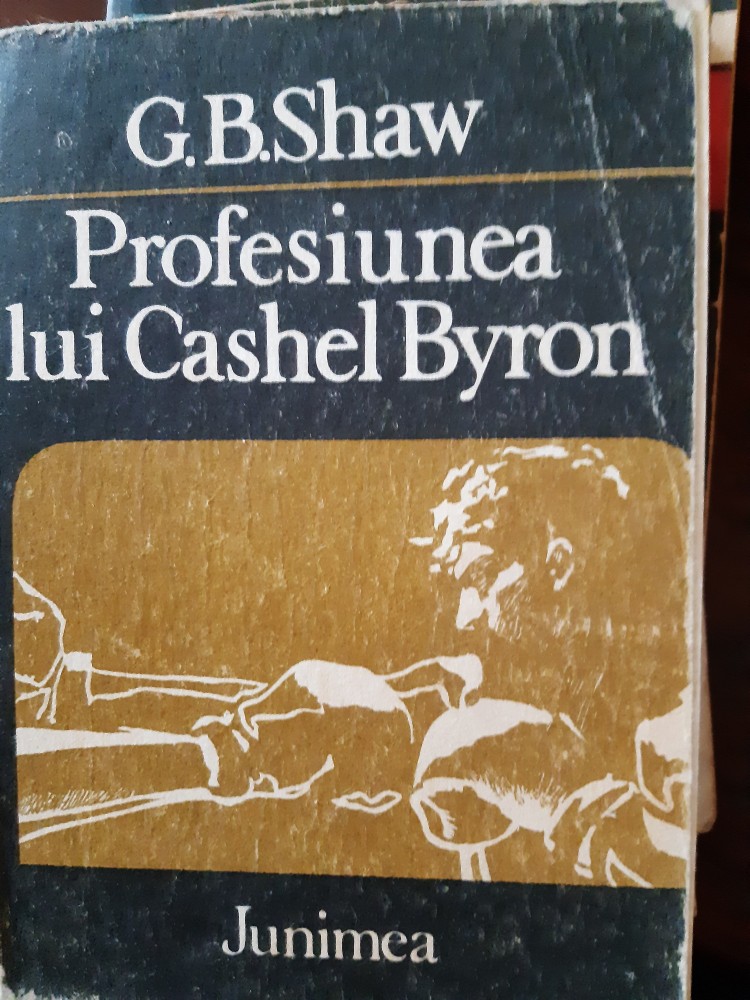 G.B.Shaw
Profesiunea
lui Cashel Byron
Junimea